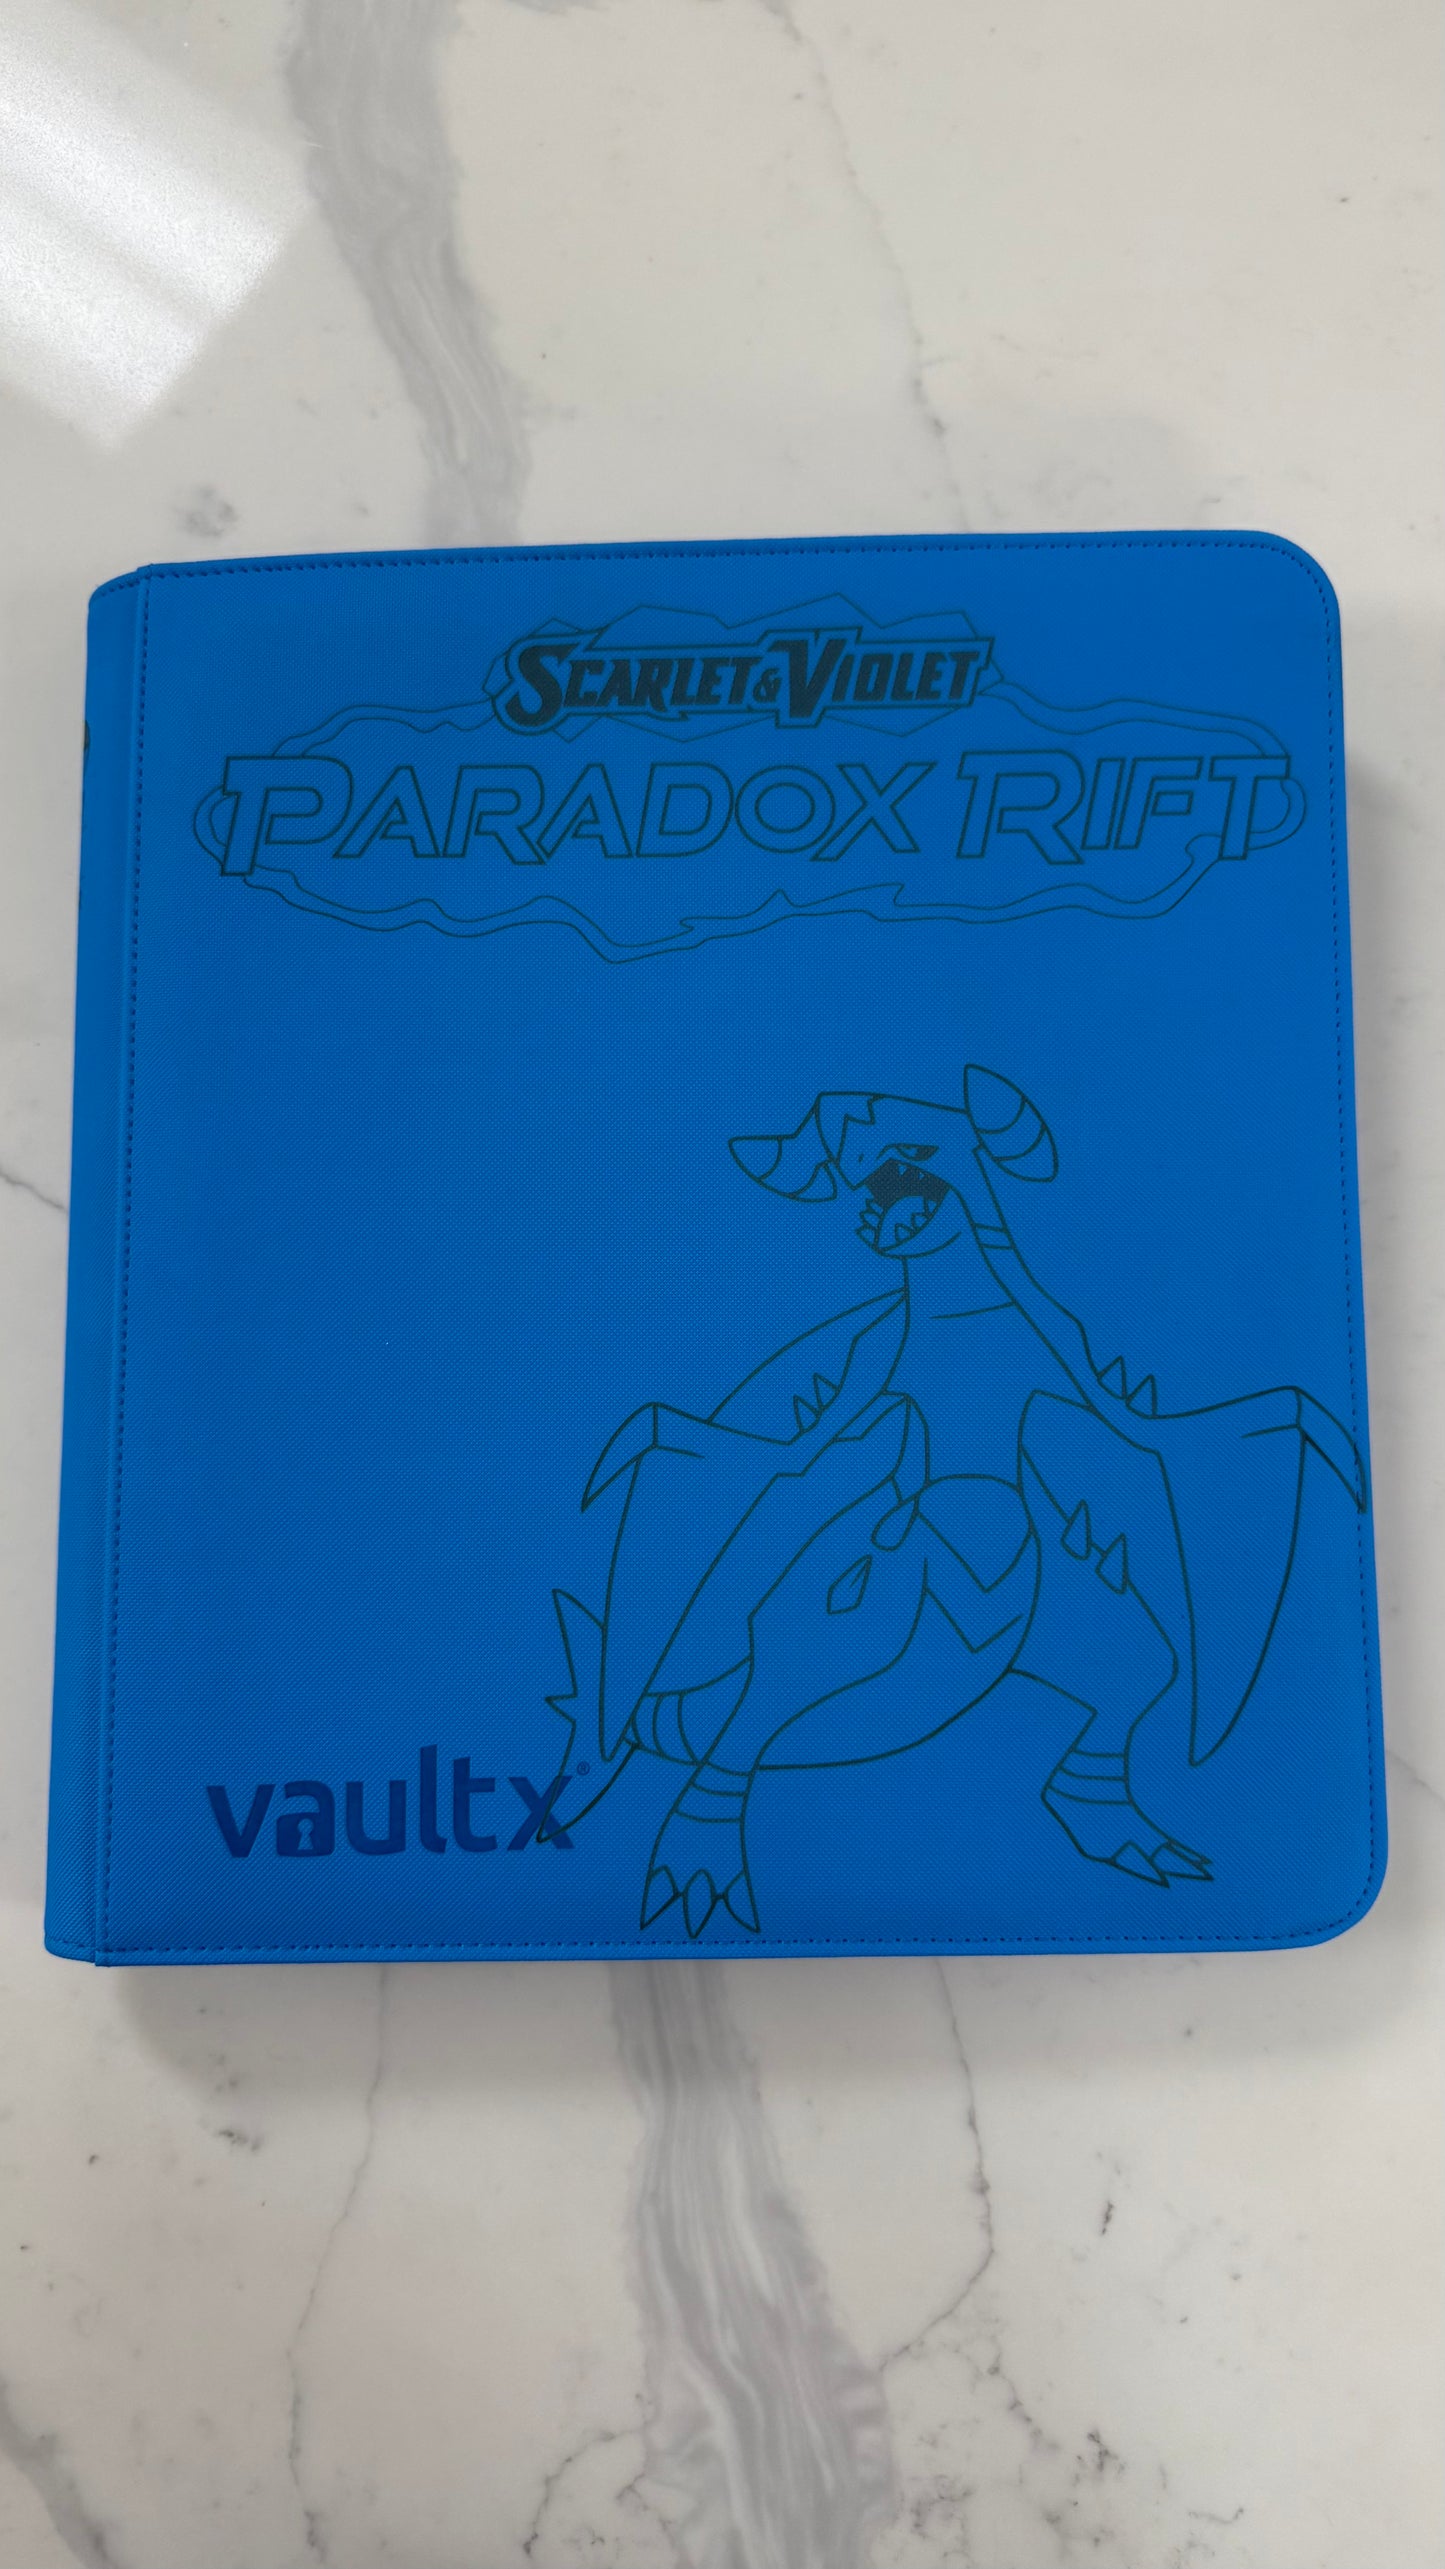 SCARLET & VIOLET
PARADOX RIFT
vaultx®